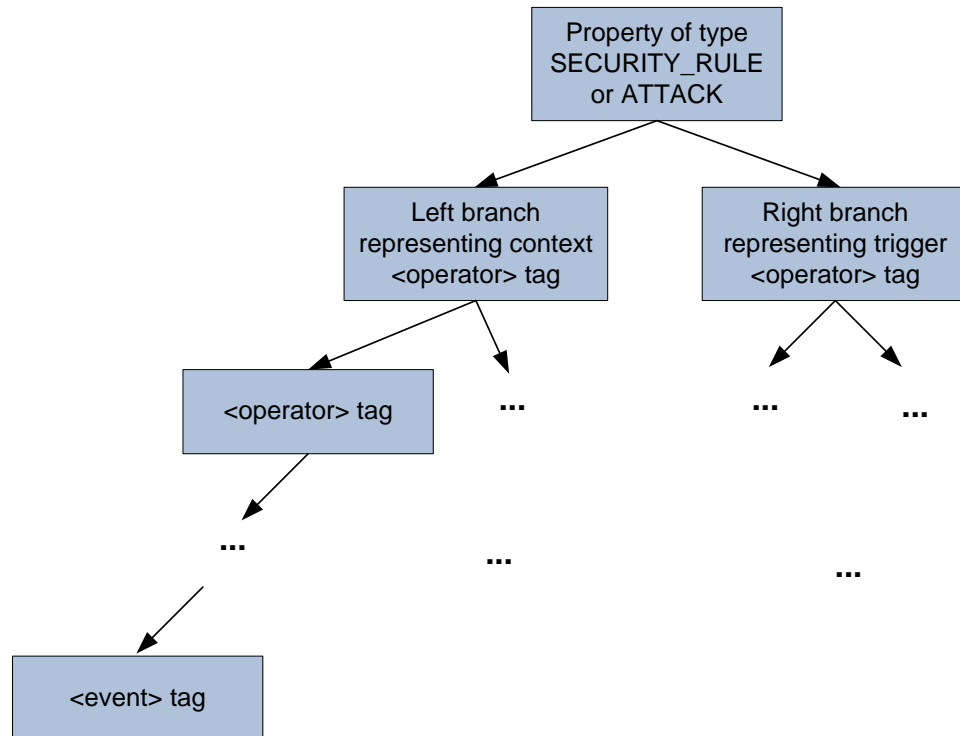 Property of type
SECURITY_RULE
or ATTACK
Left branch
representing context
<operator> tag
Right branch
representing trigger
<operator> tag
<operator> tag
...
...
...
...
...
...
<event> tag